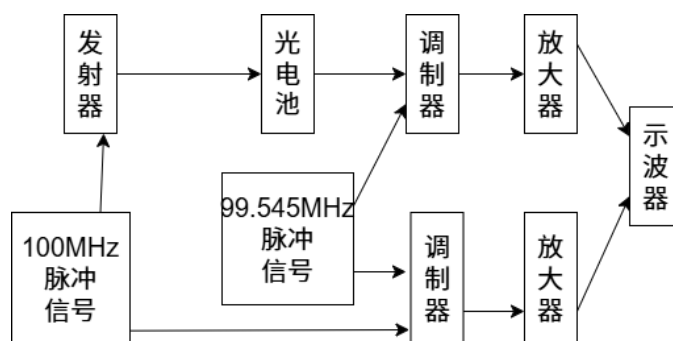 发
射
器
光
电
池
调
制
器
放
大
器
示
波
器
99.545MHz
脉冲
信号
100MHz
脉冲
信号
调
制
器
放
大
器